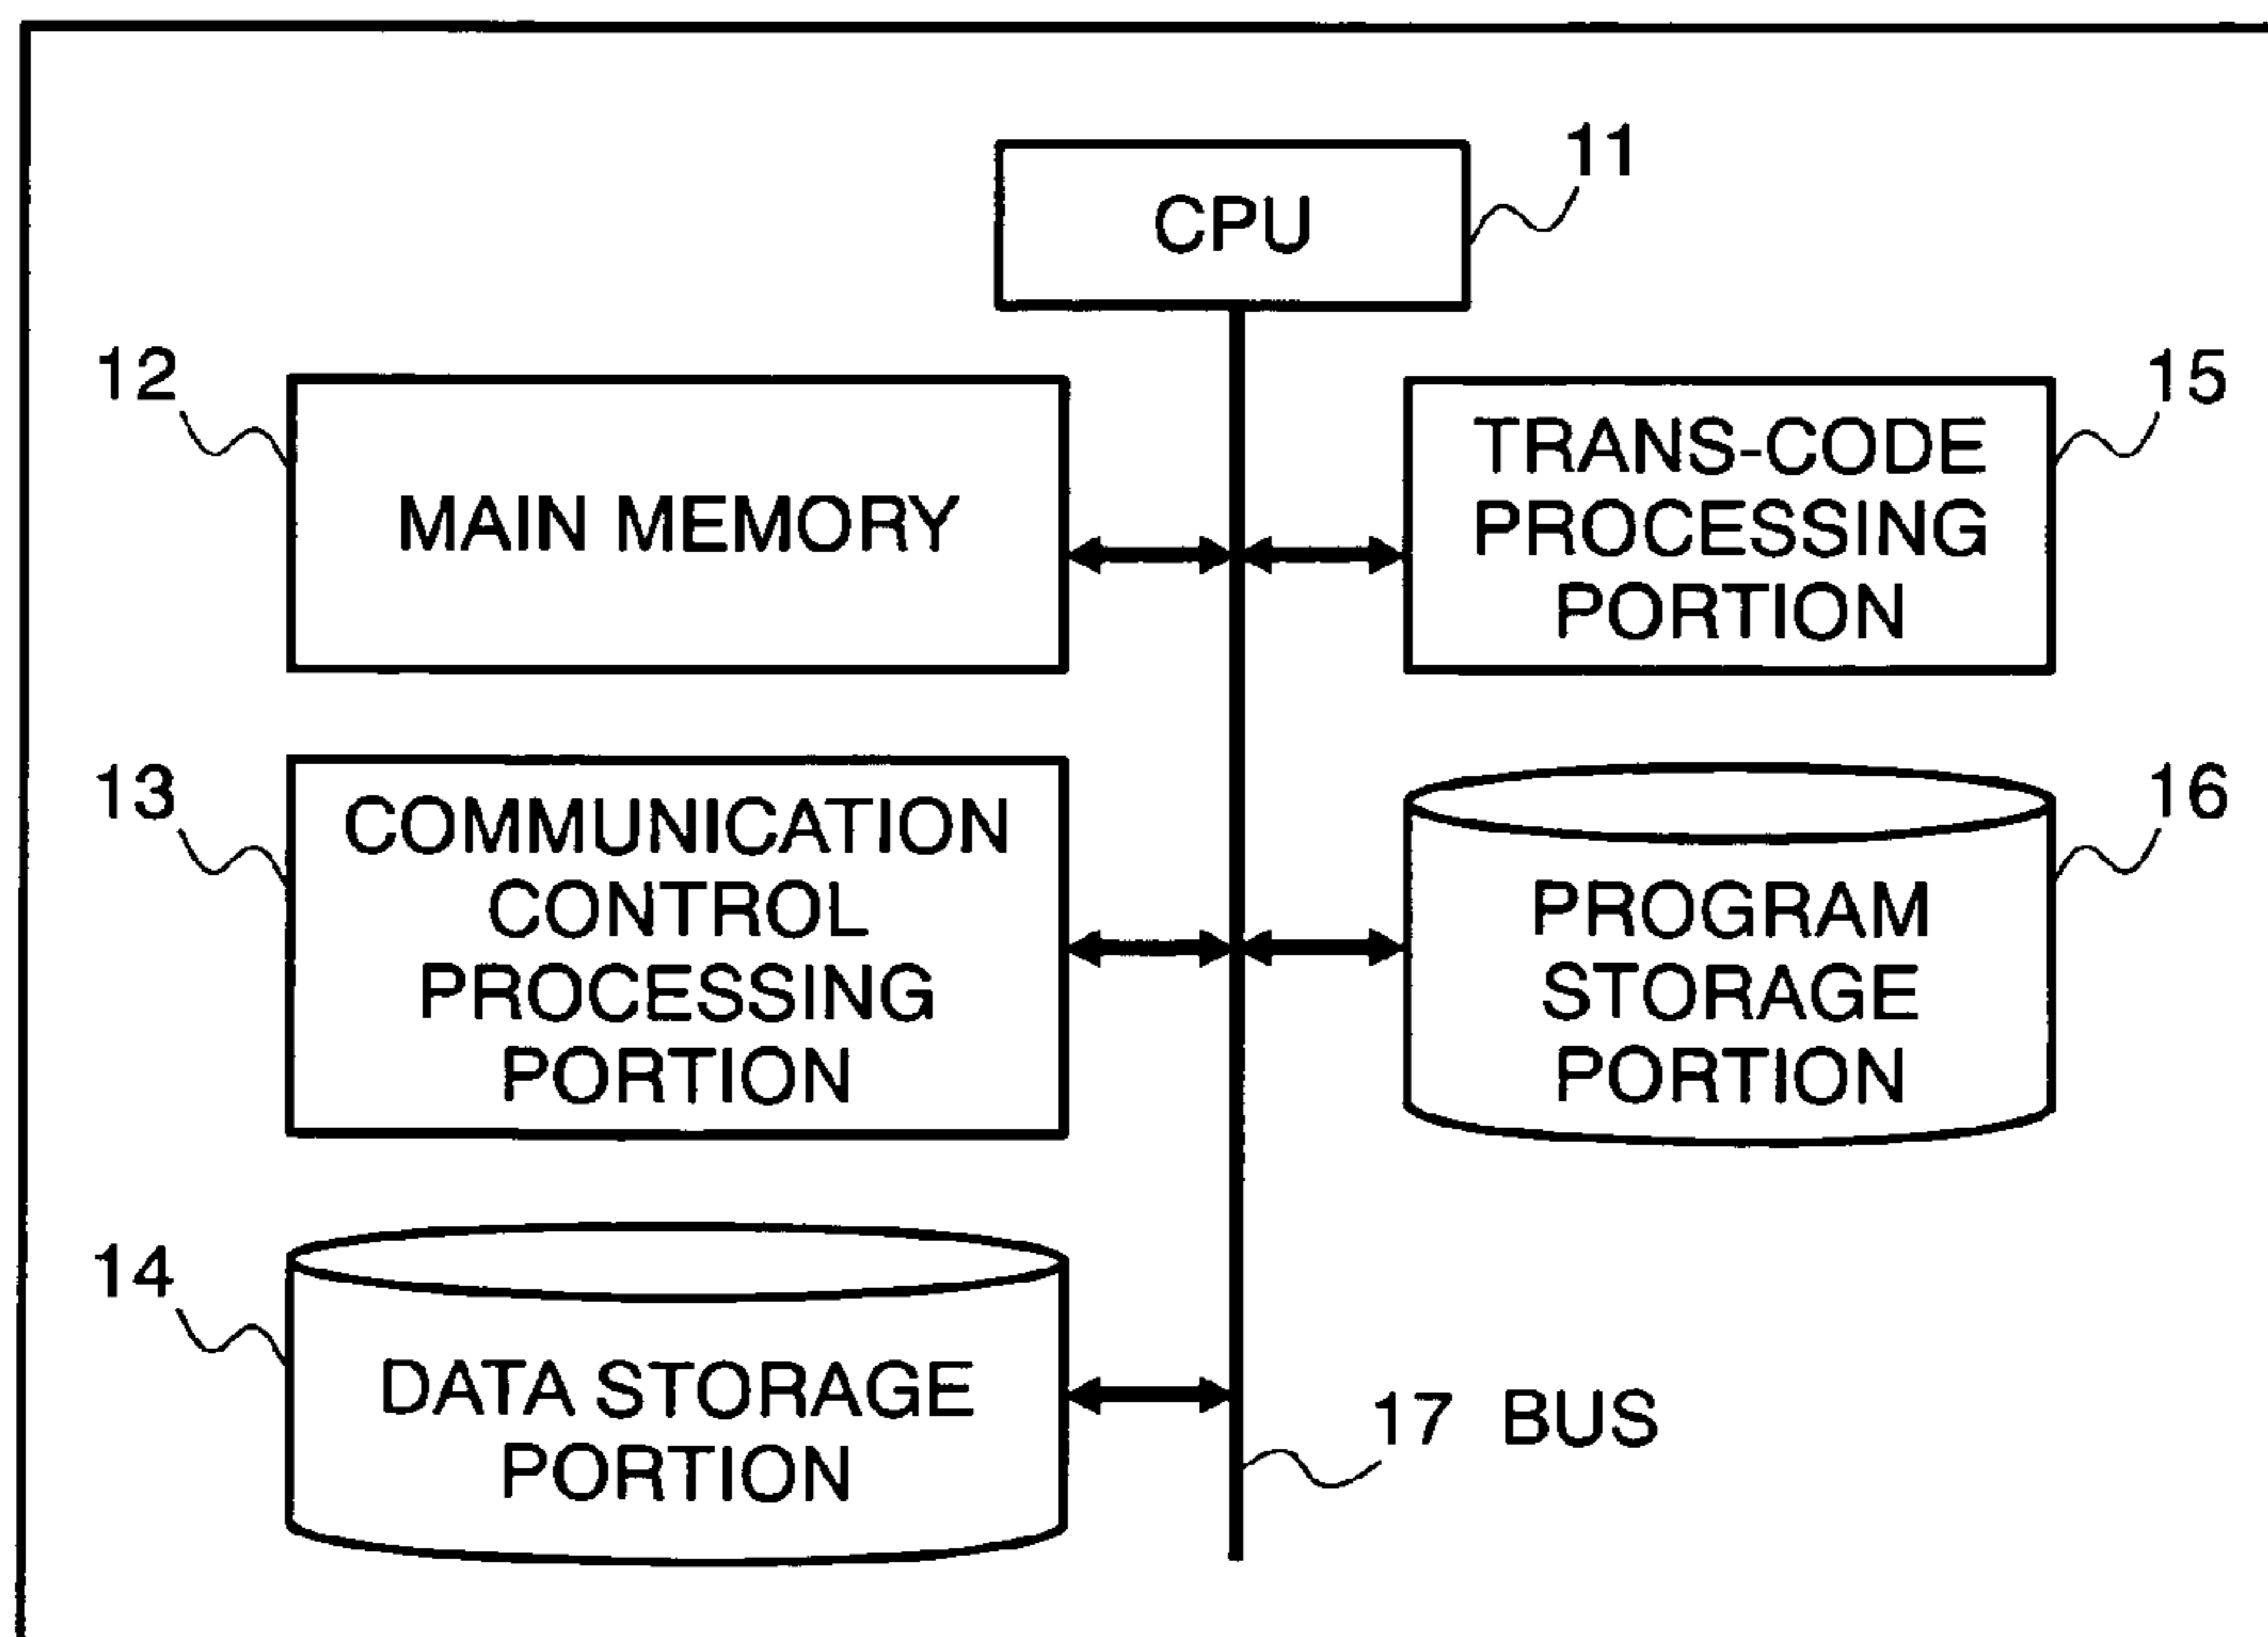 11
CPU
12
MAIN MEMORY
15
TRANS-CODE
PROCESSING
PORTION
13
COMMUNICATION
CONTROL
PROCESSING
PORTION
16
PROGRAM
STORAGE
PORTION
14
DATA STORAGE
PORTION
17 BUS